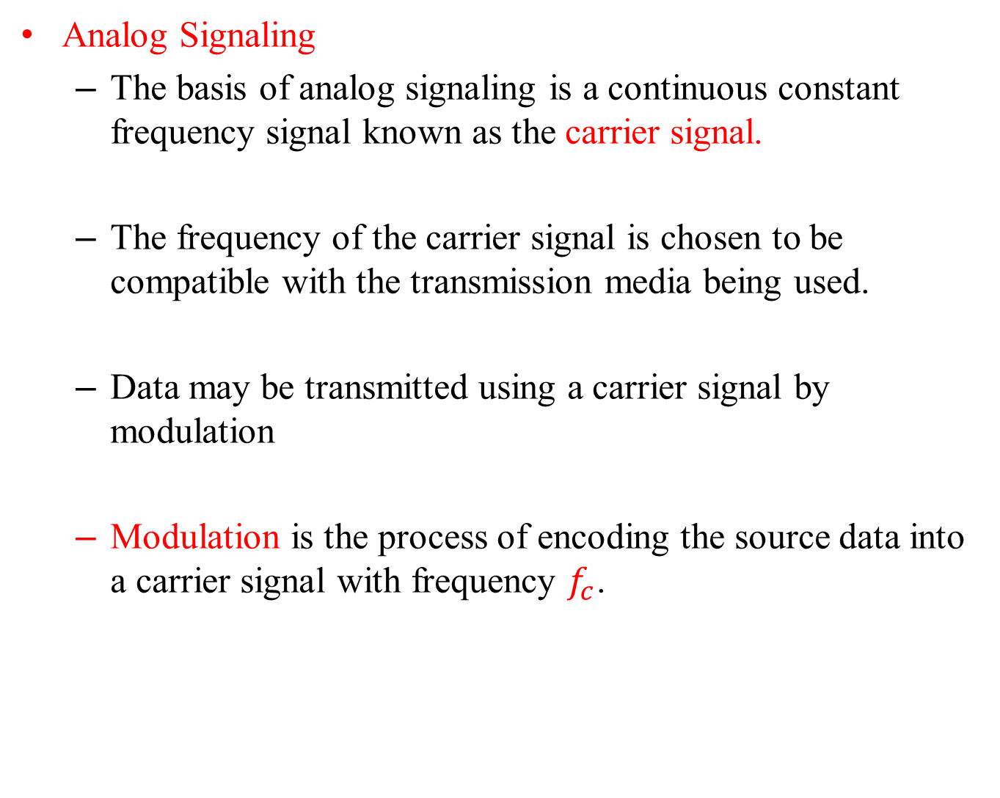 • Analog Signaling
– The basis of analog signaling is a continuous constant
frequency signal known as the carrier signal.
– The frequency of the carrier signal is chosen to be
compatible with the transmission media being used.
– Data may be transmitted using a carrier signal by
modulation
– Modulation is the process of encoding the source data into
a carrier signal with frequency f_c.